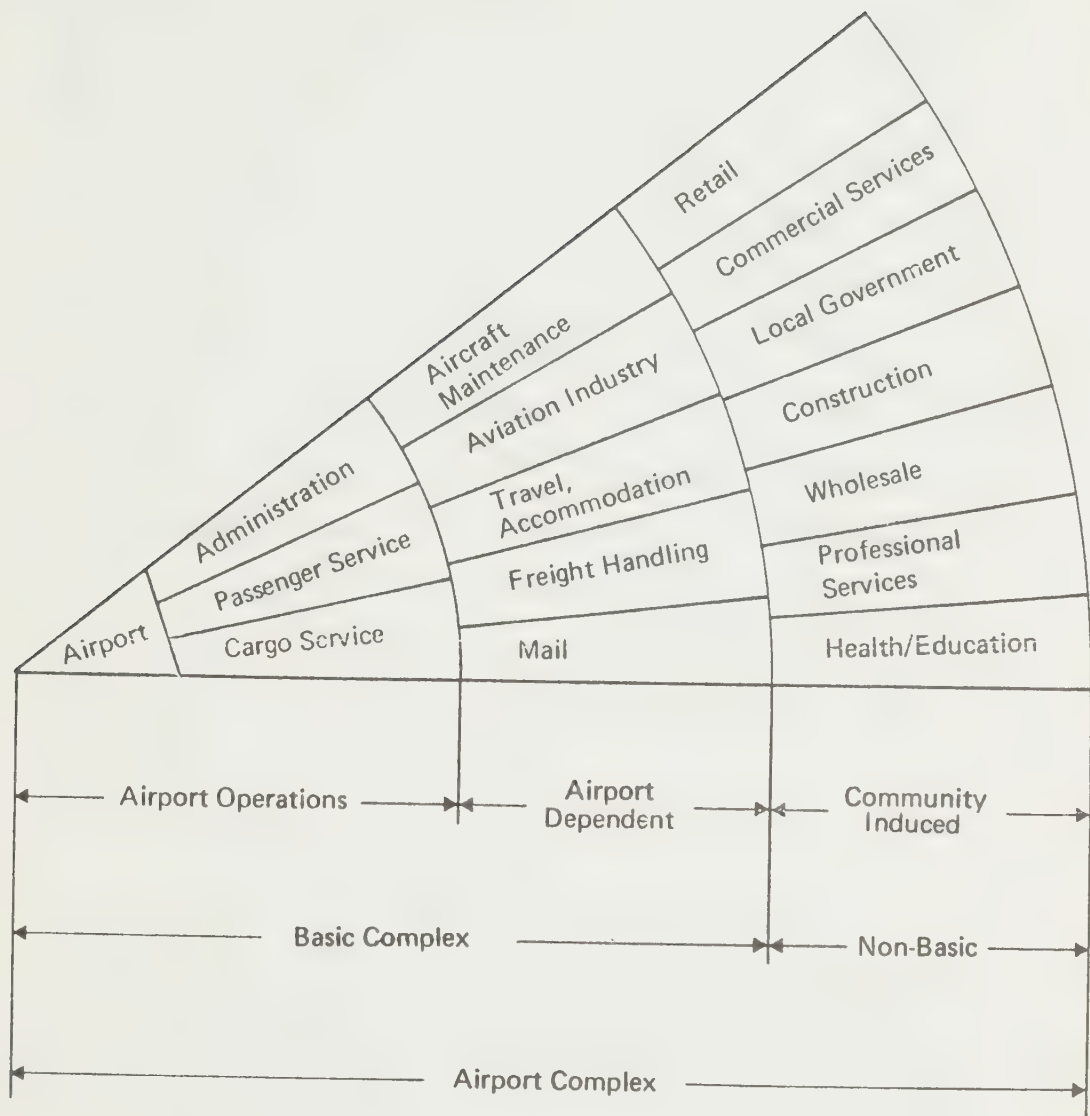 Retail
Commercial Services
Local Government
Construction
Wholesale
Professional
Services
Health/Education
Aircraft
Maintenance
Aviation Industry
Travel,
Accommodation
Freight Handling
Mail
Administration
Passenger Service
Cargo Service
Airport
Airport Operations
Airport
Dependent
Community
Induced
Basic Complex
Non-Basic
Airport Complex